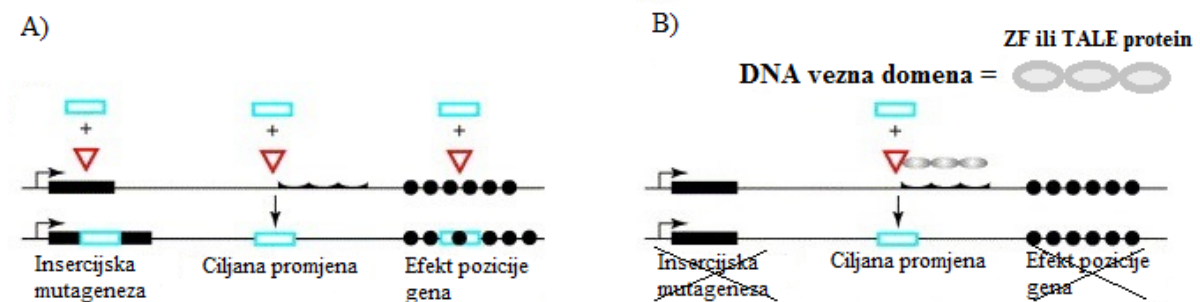 A)
+
+
+
Insercijska
mutageneza
Ciljana promjena
Efekt pozicije
gena
B)
ZF ili TALE protein
DNA vezna domena =
+
Insercijska
mutageneza
Ciljana promjena
Efekt pozicije
gena